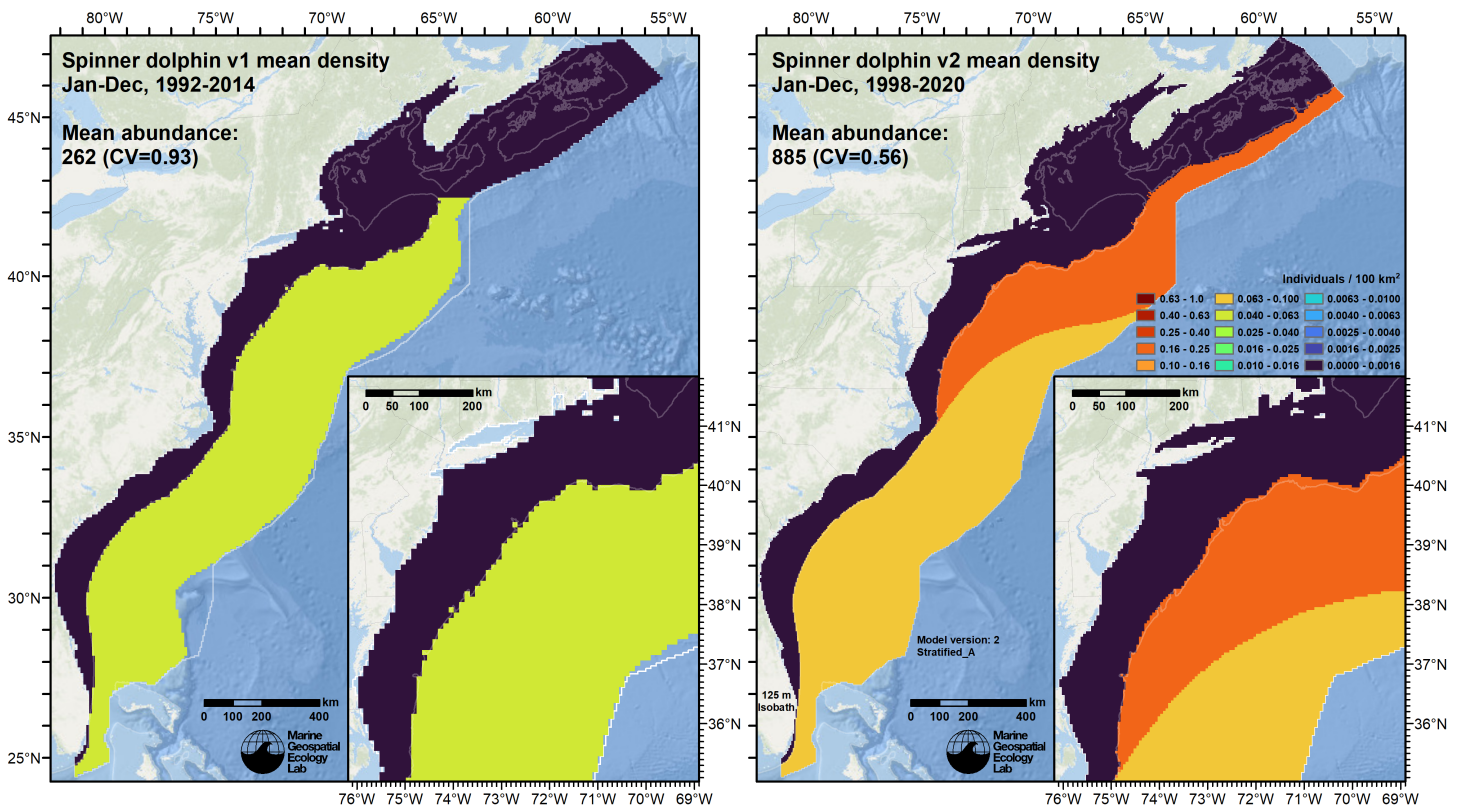 80°W 75°W 70°W 65°W 60°W 55°W
Spinner dolphin v1 mean density
Jan-Dec, 1992-2014
Mean abundance:
262 (CV=0.93)
45°N
40°N
35°N
30°N
25°N
km
0 50 100 200
km
0 100 200 400
Marine
Geospatial
Ecology
Lab
41°N
40°N
39°N
38°N
37°N
36°N
76°W 75°W 74°W 73°W 72°W 71°W 70°W 69°W
80°W 75°W 70°W 65°W 60°W 55°W
Spinner dolphin v2 mean density
Jan-Dec, 1998-2020
Mean abundance:
885 (CV=0.56)
Individuals / 100 km²
0.63 - 1.0 0.063 - 0.100 0.0063 - 0.0100
0.40 - 0.63 0.040 - 0.063 0.0040 - 0.0063
0.25 - 0.40 0.025 - 0.040 0.0025 - 0.0040
0.16 - 0.25 0.016 - 0.025 0.0016 - 0.0025
0.10 - 0.16 0.010 - 0.016 0.0000 - 0.0016
km
0 50 100 200
Model version: 2
Stratified_A
125 m
Isobath
km
0 100 200 400
Marine
Geospatial
Ecology
Lab
41°N
40°N
39°N
38°N
37°N
36°N
76°W 75°W 74°W 73°W 72°W 71°W 70°W 69°W